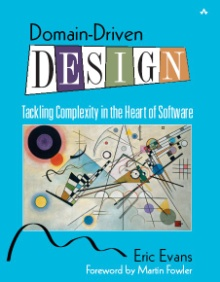 Domain-Driven
DESIGN
Tackling Complexity in the Heart of Software
Eric Evans
Foreword by Martin Fowler